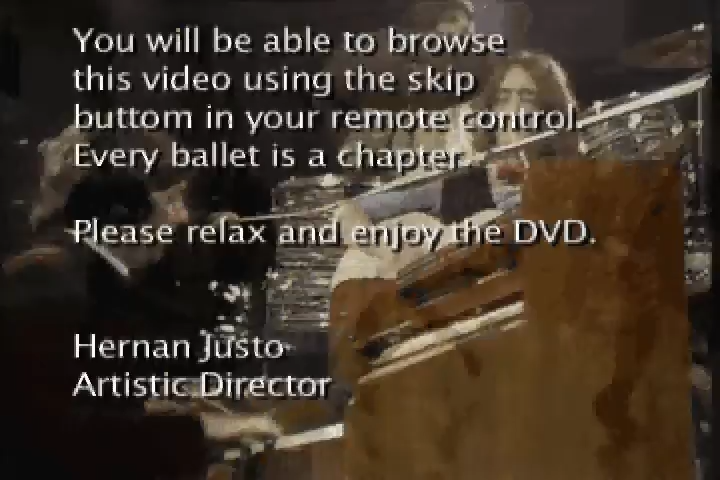 You will be able to browse
this video using the skip
buttom in your remote control.
Every ballet is a chapter.
Please relax and enjoy the DVD.
Hernan Justo
Artistic Director